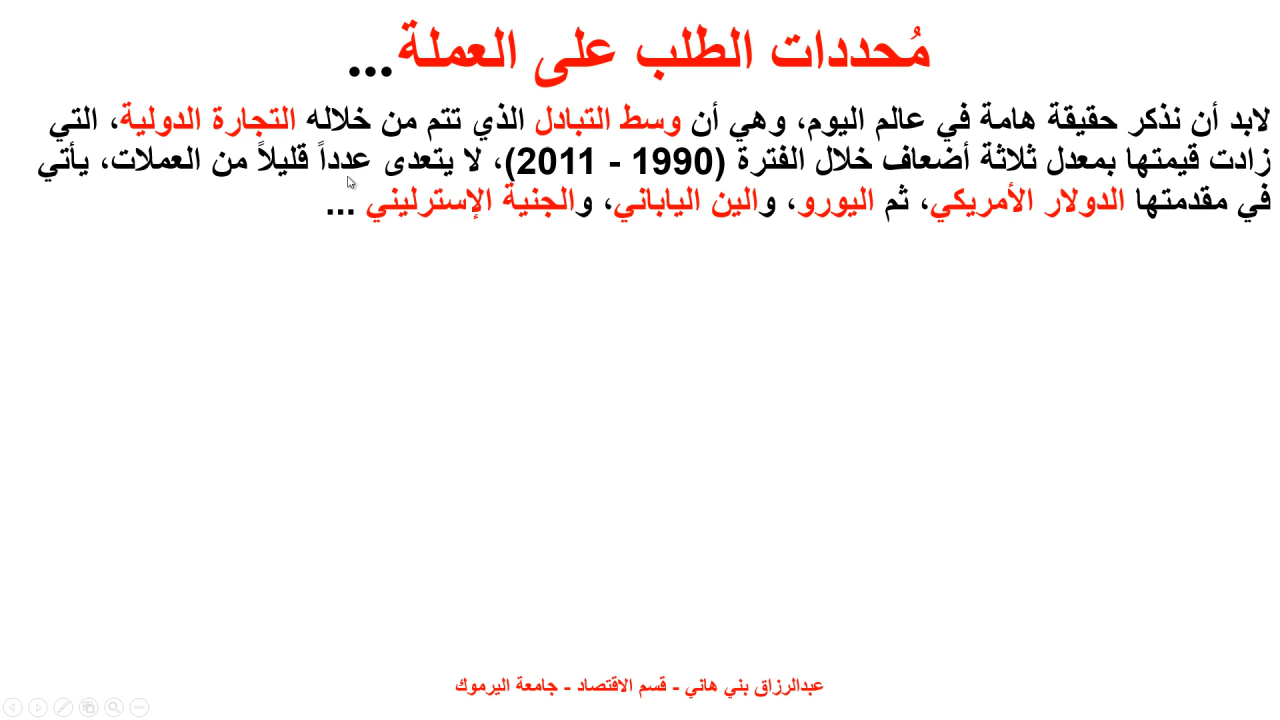 مُحددات الطلب على العملة...
لابد أن نذكر حقيقة هامة في عالم اليوم، وهي أن وسط التبادل الذي تتم من خلاله التجارة الدولية، التي
زادت قيمتها بمعدل ثلاثة أضعاف خلال الفترة (1990 - 2011)، لا يتعدى عدداً قليلاً من العملات، يأتي
في مقدمتها الدولار الأمريكي، ثم اليورو، والين الياباني، والجنية الإسترليني ...
عبدالرزاق بني هاني - قسم الاقتصاد - جامعة اليرموك